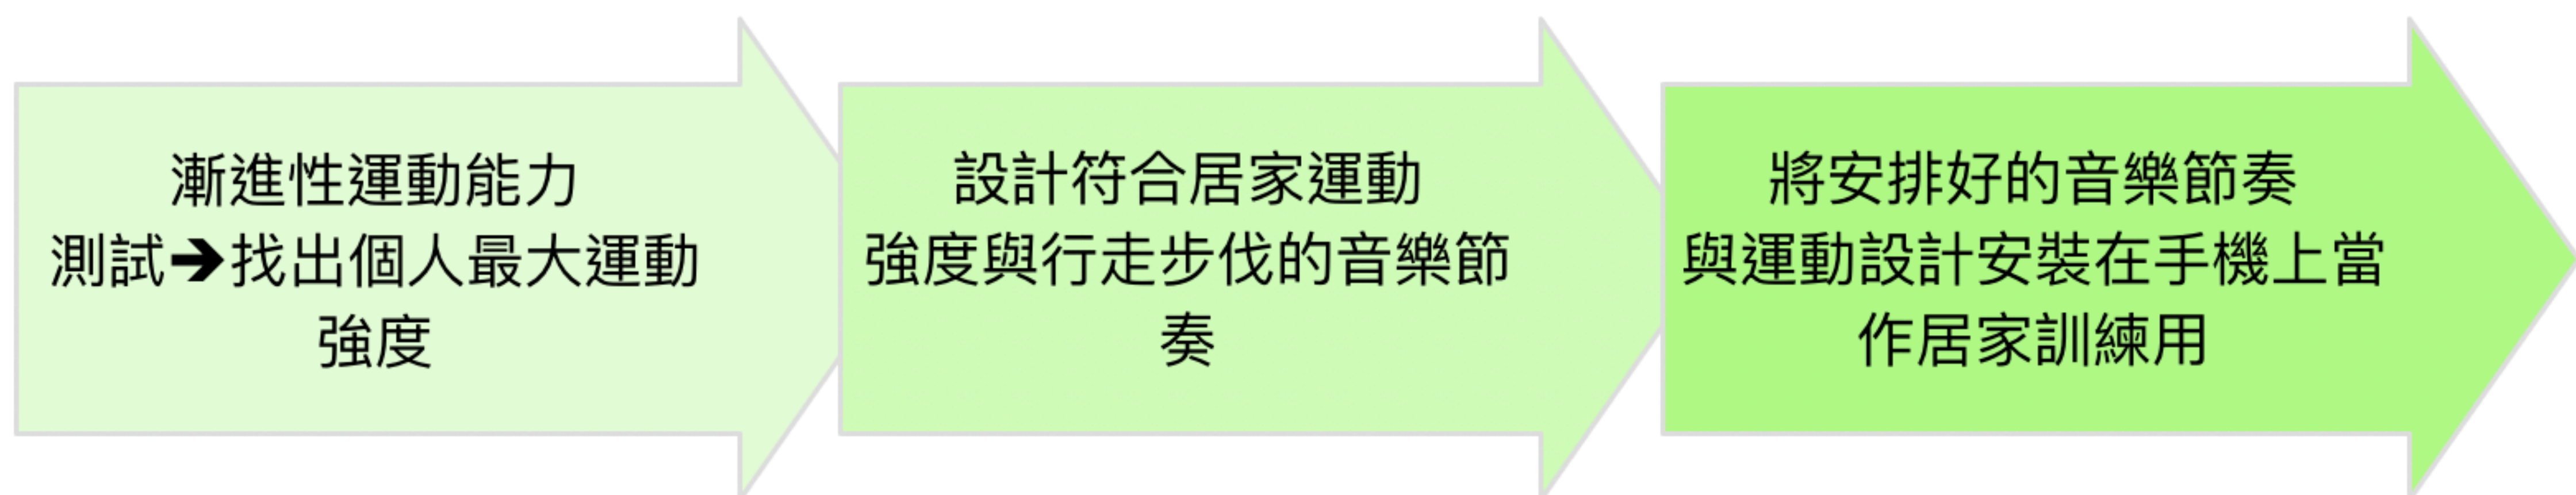 漸進性運動能力
測試➔找出個人最大運動
強度
設計符合居家運動
強度與行走步伐的音樂節
奏
將安排好的音樂節奏
與運動設計安裝在手機上當
作居家訓練用